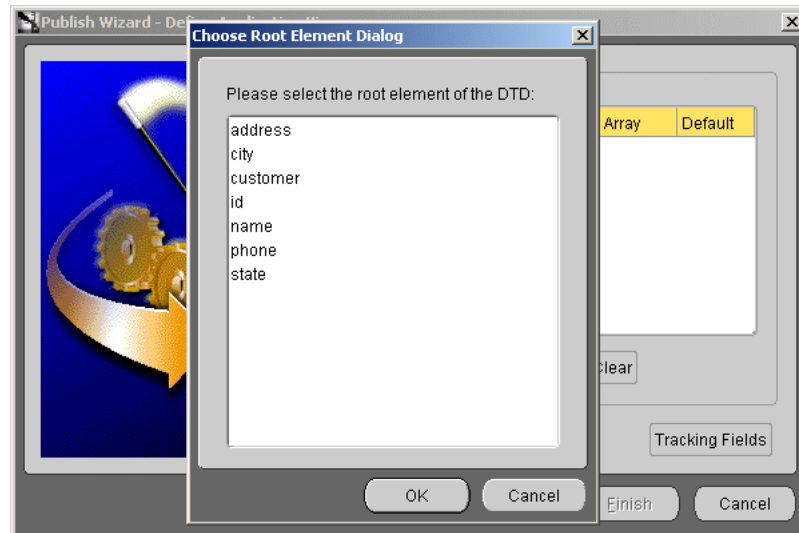 Publish Wizard - De
Choose Root Element Dialog
Please select the root element of the DTD:
address
city
customer
id
name
phone
state
Array Default
Clear
Tracking Fields
OK Cancel
Finish Cancel